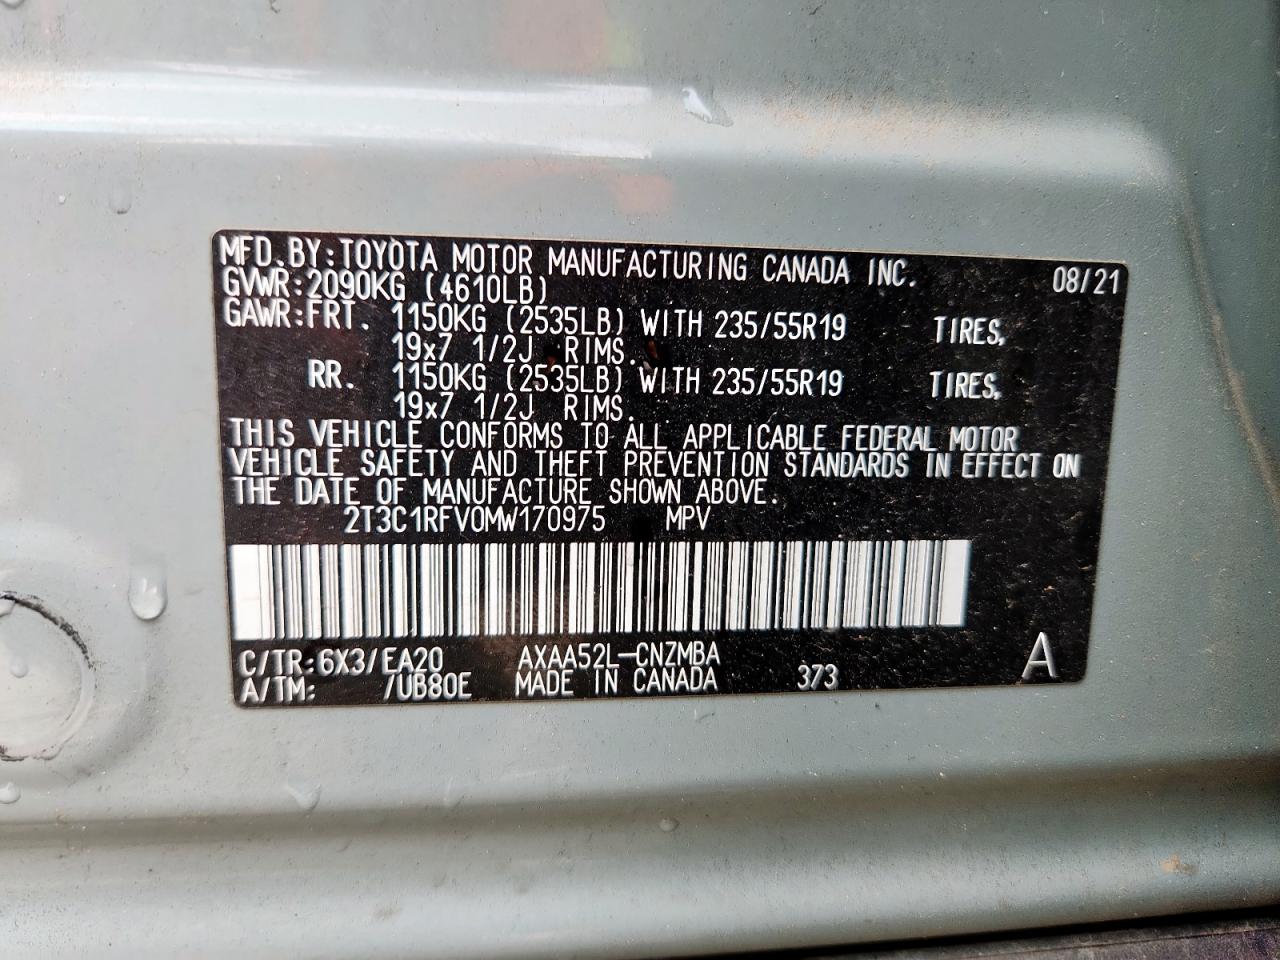 MFD.BY:TOYOTA MOTOR MANUFACTURING CANADA INC. 08/21
GVWR:2090KG (4610LB)
GAWR:FRT. 1150KG (2535LB) WITH 235/55R19 TIRES,
19x7 1/2J RIMS.
RR. 1150KG (2535LB) WITH 235/55R19 TIRES,
19x7 1/2J RIMS.
THIS VEHICLE CONFORMS TO ALL APPLICABLE FEDERAL MOTOR
VEHICLE SAFETY AND THEFT PREVENTION STANDARDS IN EFFECT ON
THE DATE OF MANUFACTURE SHOWN ABOVE.
2T3C1RFV0MW170975 MPV
C/TR:6X3/EA20 AXAA52L-CNZMBA
A/TM: /UB80E MADE IN CANADA 373 A